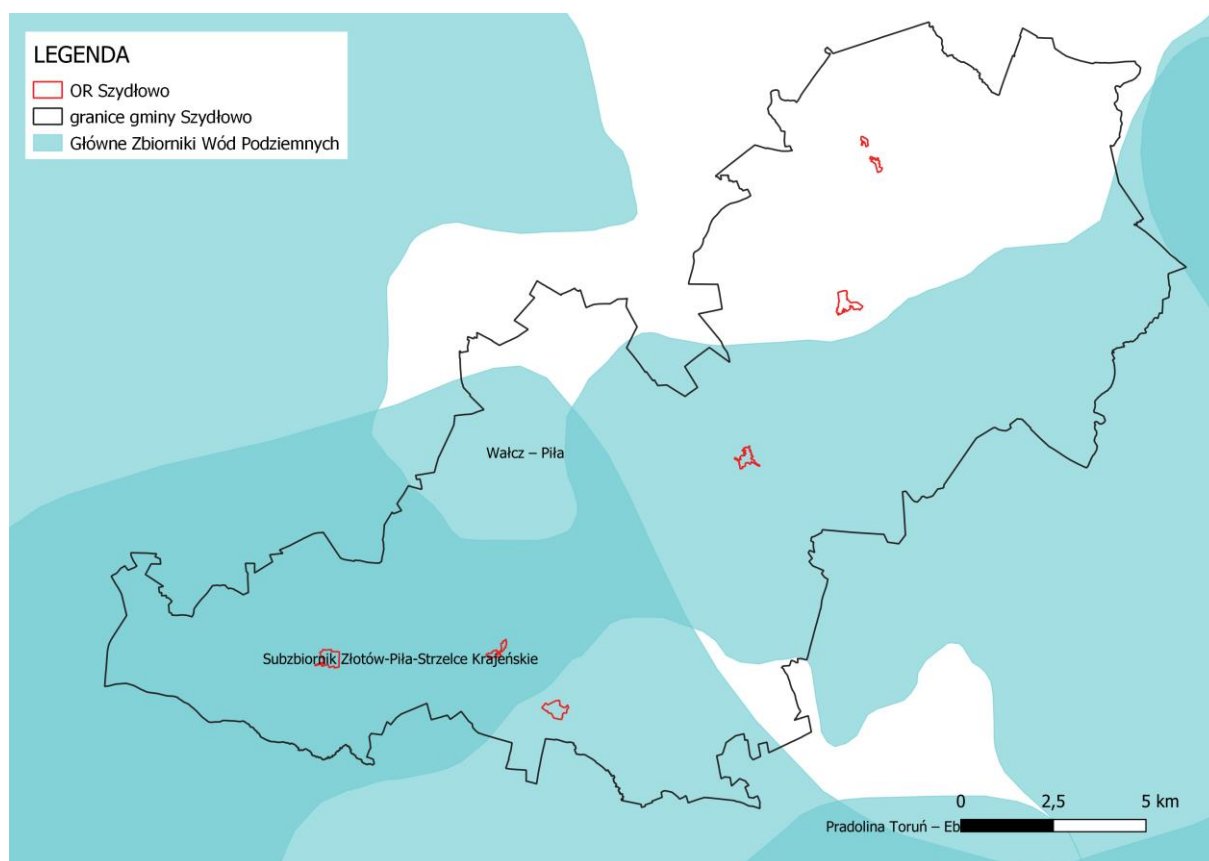 LEGENDA
OR Szydłowo
granice gminy Szydłowo
Główne Zbiorniki Wód Podziemnych
Wałcz – Piła
Subzbiornik Złotów-Piła-Strzelce Krajeńskie
0 2,5 5 km
Pradolina Toruń – Eb